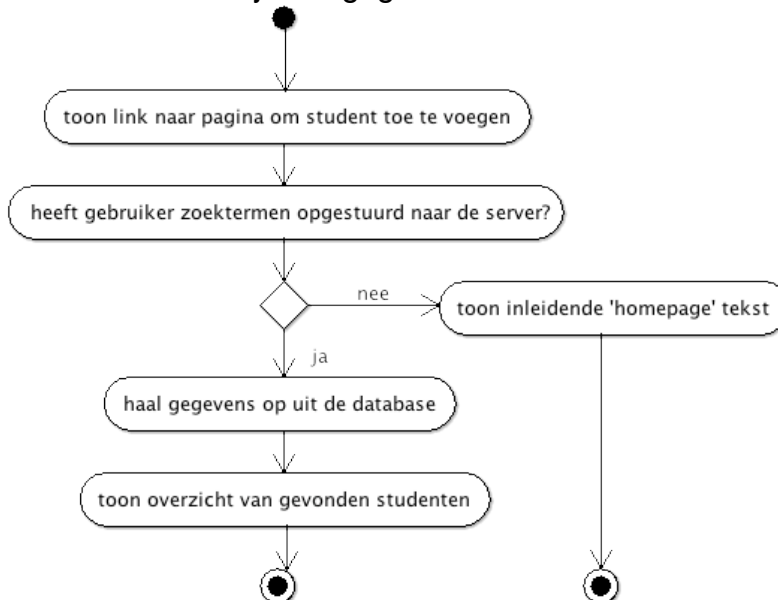 toon link naar pagina om student toe te voegen
heeft gebruiker zoektermen opgestuurd naar de server?
nee
toon inleidende 'homepage' tekst
ja
haal gegevens op uit de database
toon overzicht van gevonden studenten